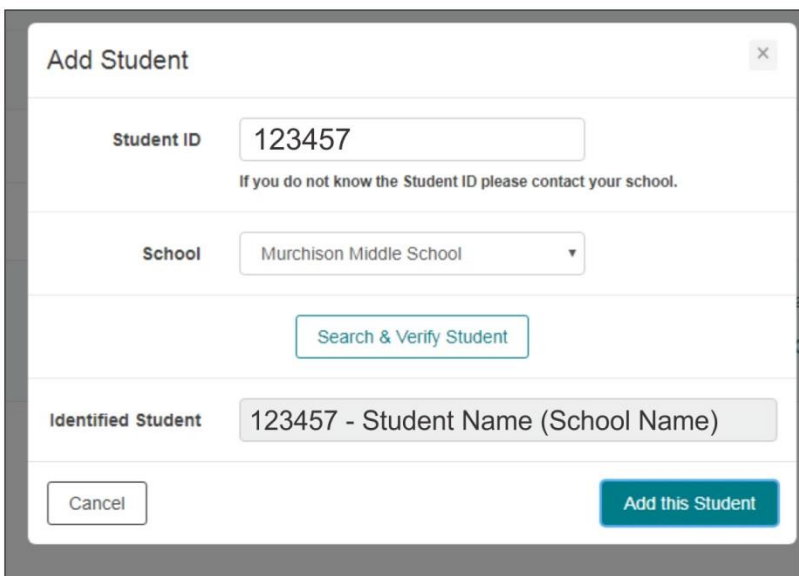 Add Student
×
Student ID 123457
If you do not know the Student ID please contact your school.
School Murchison Middle School ▾
Search & Verify Student
Identified Student 123457 - Student Name (School Name)
Cancel Add this Student